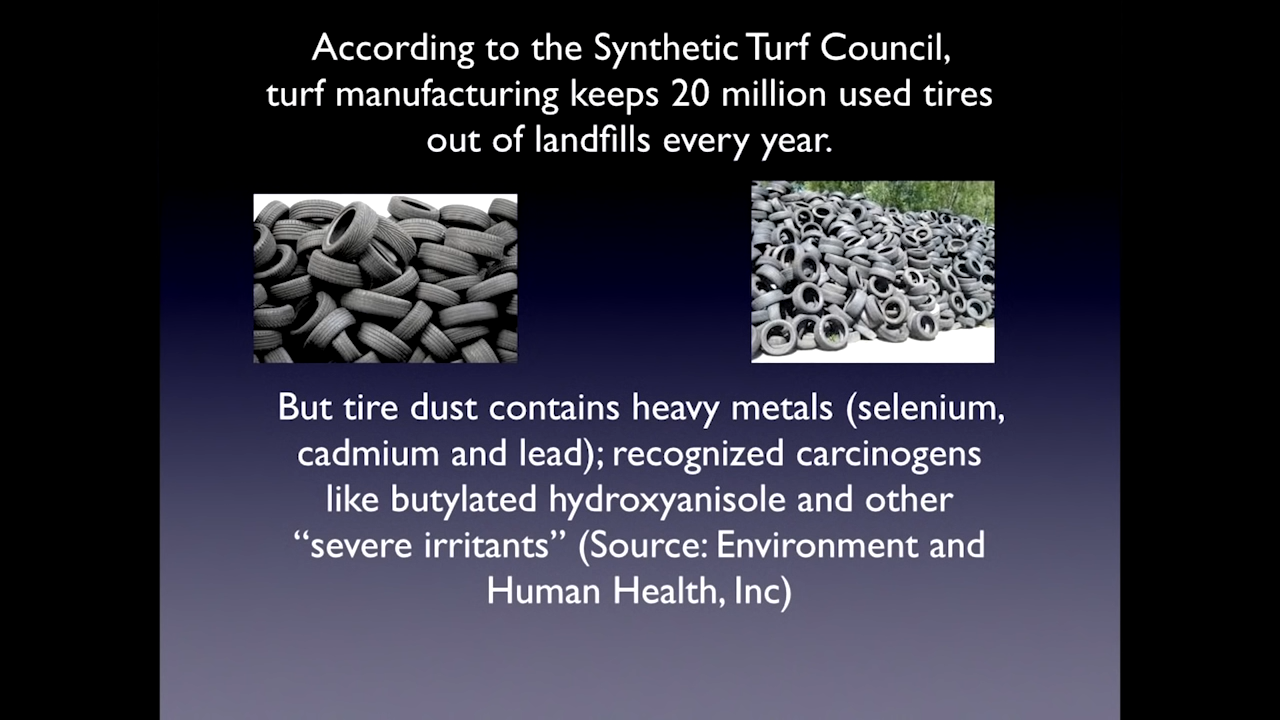 According to the Synthetic Turf Council,
turf manufacturing keeps 20 million used tires
out of landfills every year.
But tire dust contains heavy metals (selenium,
cadmium and lead); recognized carcinogens
like butylated hydroxyanisole and other
“severe irritants” (Source: Environment and
Human Health, Inc)